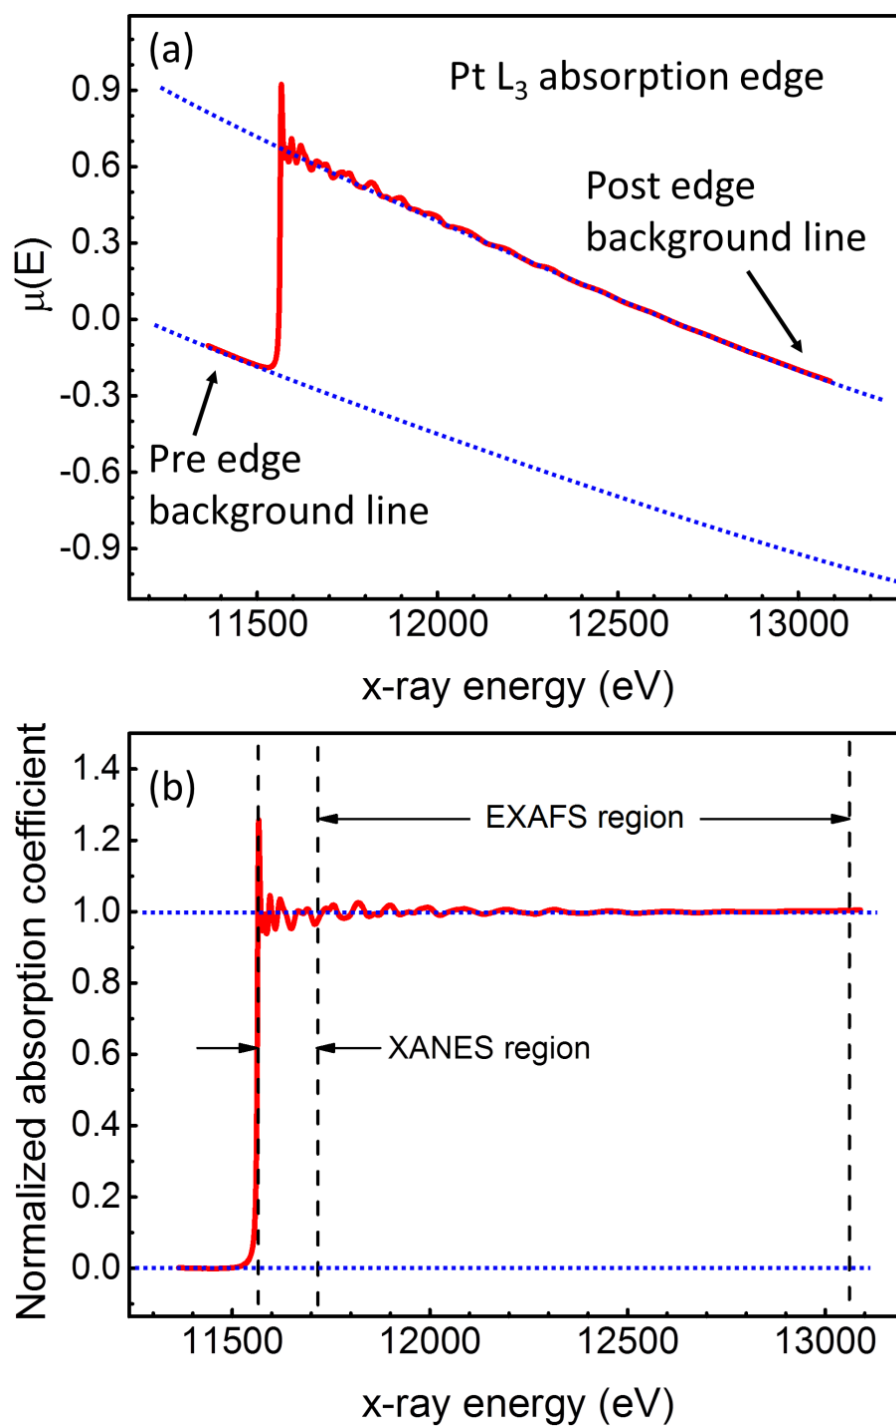 (a)
Pt L₃ absorption edge
Post edge
background line
Pre edge
background line
μ(E)
0.9
0.6
0.3
0.0
-0.3
-0.6
-0.9
11500 12000 12500 13000
x-ray energy (eV)
(b)
EXAFS region
XANES region
Normalized absorption coefficient
1.4
1.2
1.0
0.8
0.6
0.4
0.2
0.0
11500 12000 12500 13000
x-ray energy (eV)